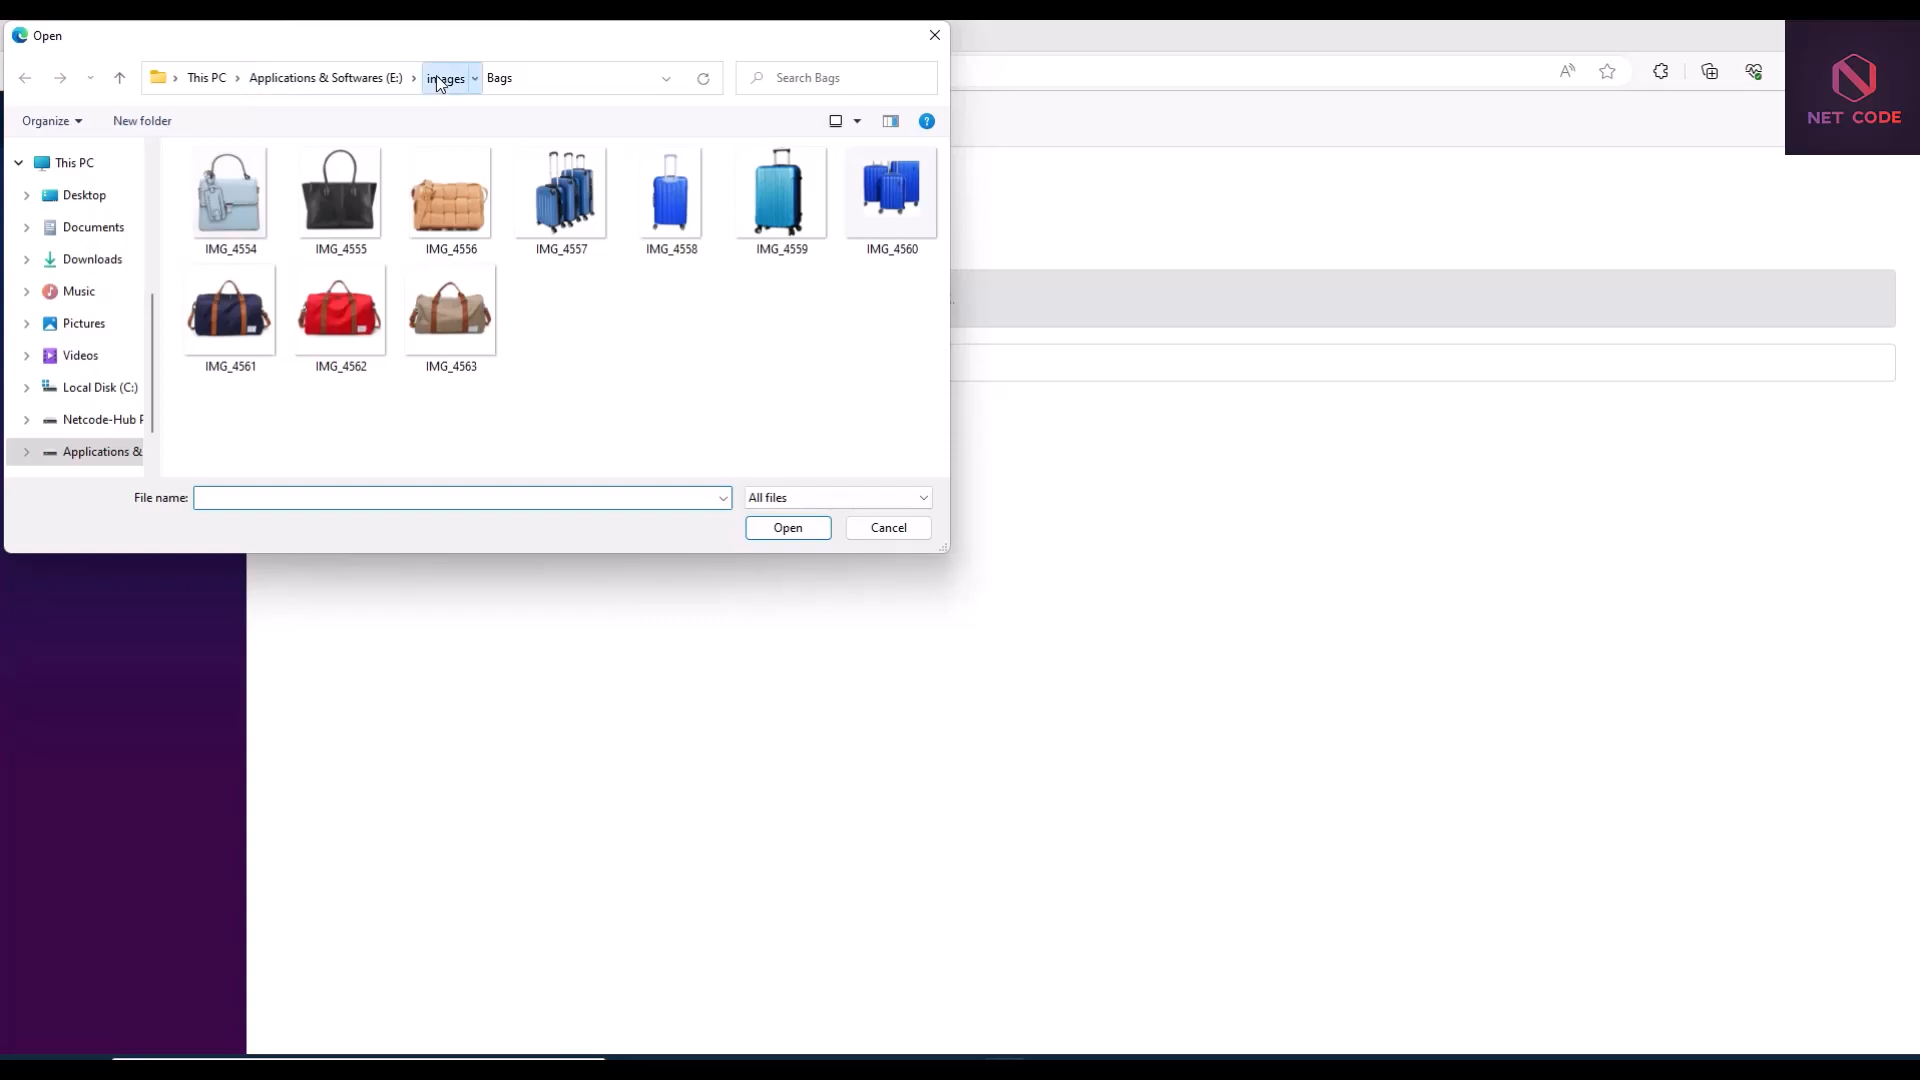 Open
This PC
Applications & Softwares (E:)
images
Bags
Search Bags
NET CODE
Organize
New folder
This PC
Desktop
Documents
Downloads
Music
Pictures
Videos
Local Disk (C:)
Netcode-Hub
Applications &
IMG_4554
IMG_4555
IMG_4556
IMG_4557
IMG_4558
IMG_4559
IMG_4560
IMG_4561
IMG_4562
IMG_4563
File name:
All files
Open
Cancel